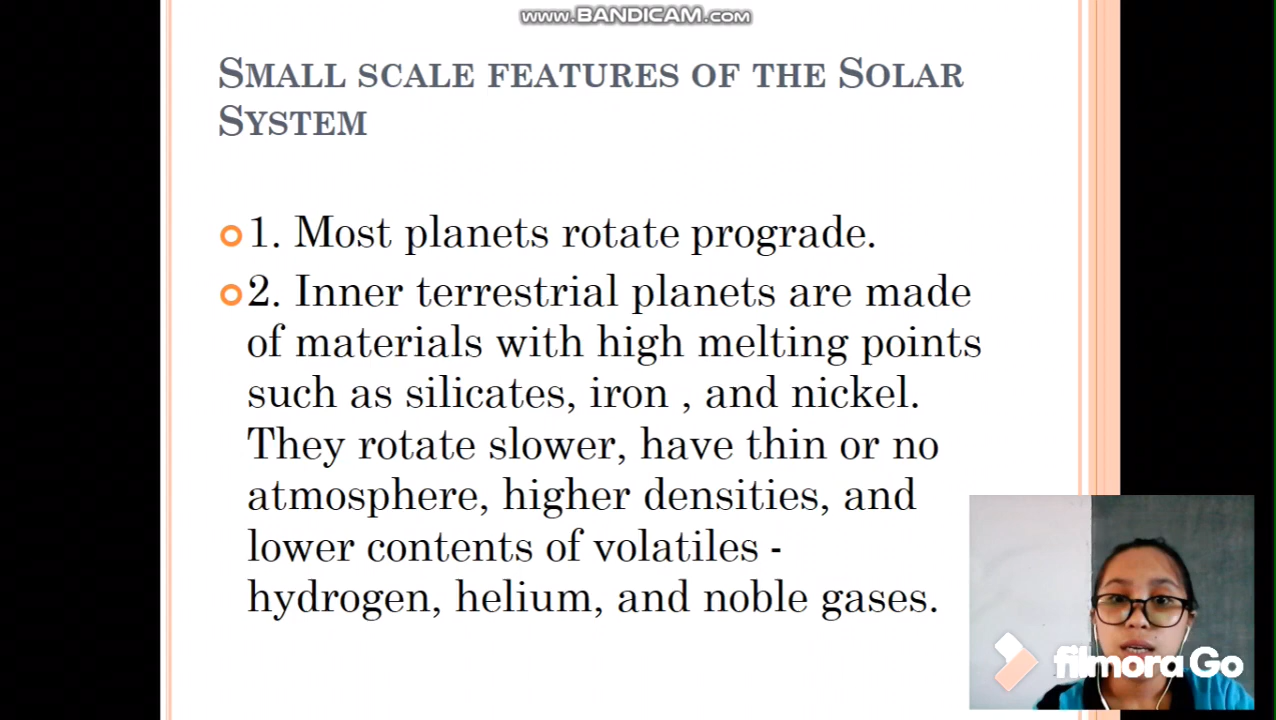 www.BANDICAM.com
SMALL SCALE FEATURES OF THE SOLAR
SYSTEM
1. Most planets rotate prograde.
2. Inner terrestrial planets are made
of materials with high melting points
such as silicates, iron , and nickel.
They rotate slower, have thin or no
atmosphere, higher densities, and
lower contents of volatiles -
hydrogen, helium, and noble gases.
filmora Go